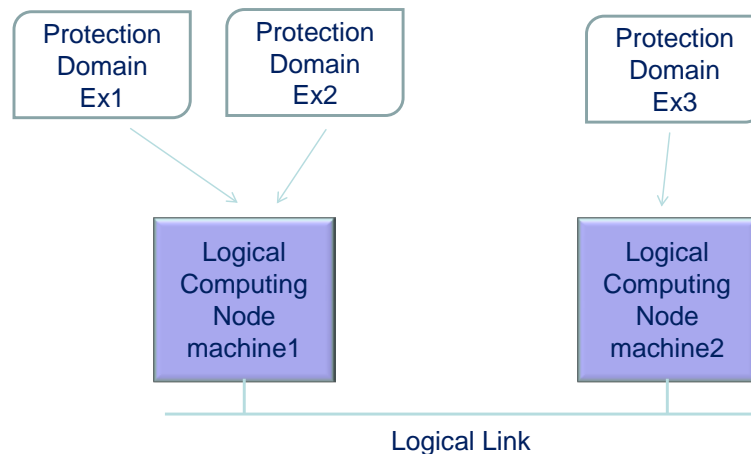 Protection
Domain
Ex1
Protection
Domain
Ex2
Protection
Domain
Ex3
Logical
Computing
Node
machine1
Logical
Computing
Node
machine2
Logical Link